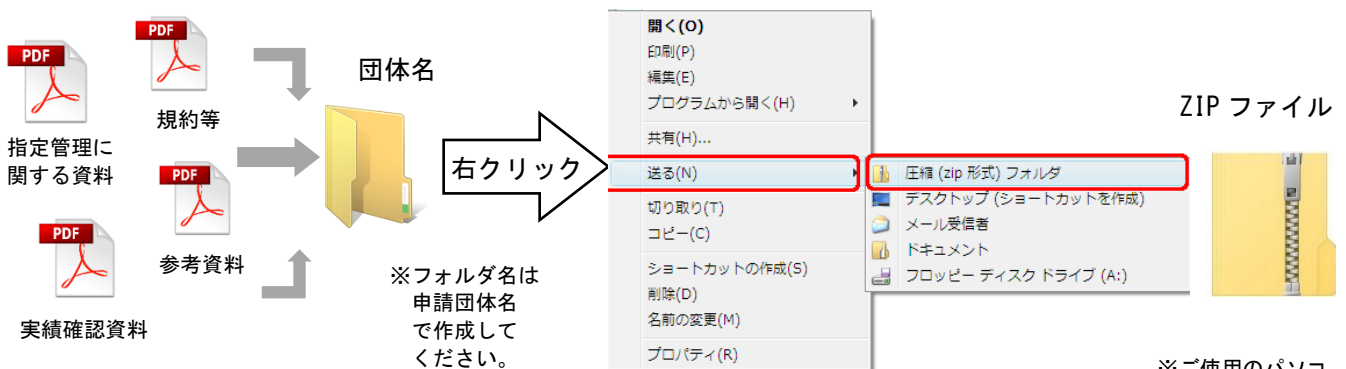 PDF
規約等
PDF
指定管理に
関する資料
PDF
参考資料
PDF
実績確認資料
団体名
※フォルダ名は
申請団体名
で作成して
ください。
右クリック
開く(O)
印刷(P)
編集(E)
プログラムから開く(H)
共有(H)...
送る(N)
切り取り(T)
コピー(C)
ショートカットの作成(S)
削除(D)
名前の変更(M)
プロパティ(R)
圧縮 (zip 形式) フォルダ
デスクトップ (ショートカットを作成)
メール受信者
ドキュメント
フロッピー ディスク ドライブ (A:)
ZIP ファイル
※ご使用のパソコ